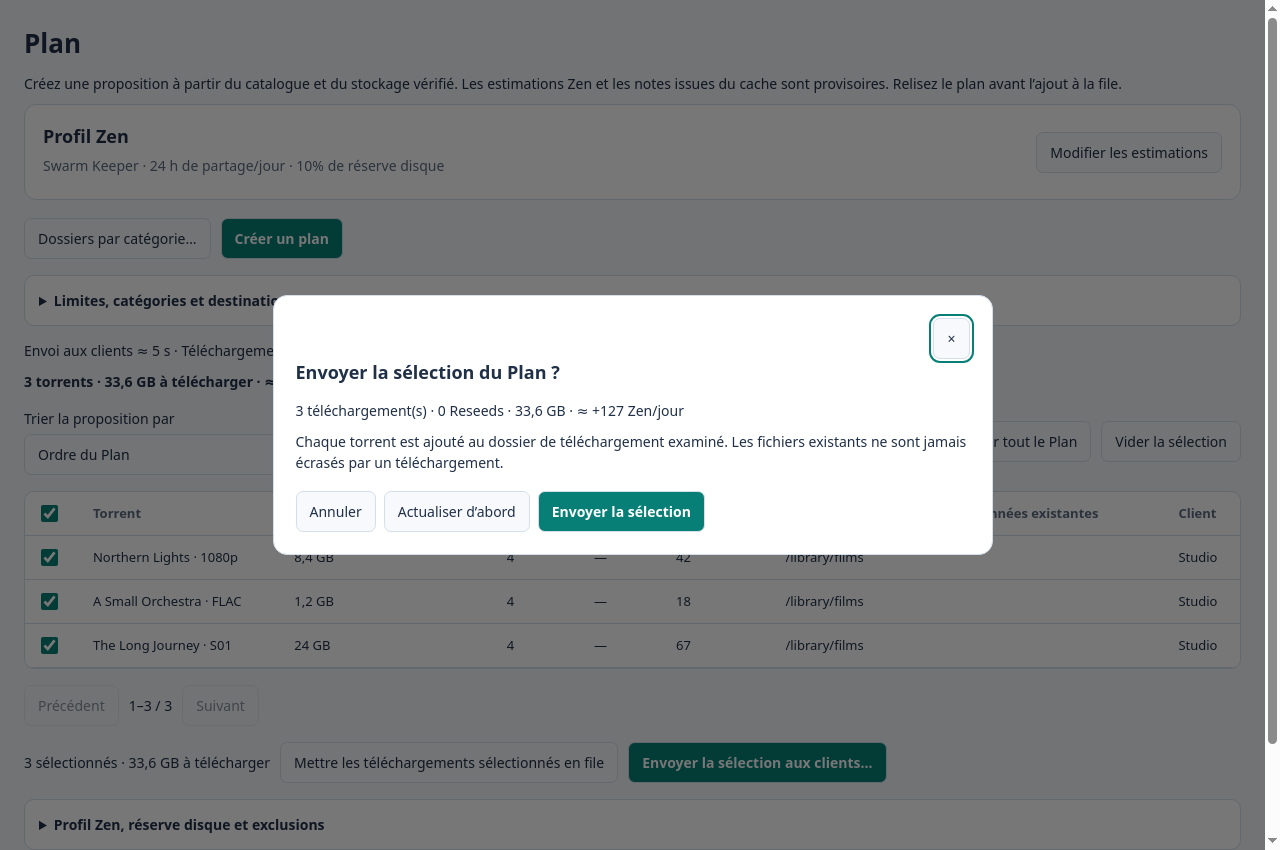 Plan
Créez une proposition à partir du catalogue et du stockage vérifié. Les estimations Zen et les notes issues du cache sont provisoires. Relisez le plan avant l’ajout à la file.
Profil Zen
Swarm Keeper · 24 h de partage/jour · 10% de réserve disque
Modifier les estimations
Dossiers par catégorie…
Créer un plan
Limites, catégories et
Envoi aux clients ≈ 5 s ·
3 torrents · 33,6 GB à télécharger · ≈
Trier la proposition par
Ordre du Plan
tout le Plan
Vider la sélection
×
Envoyer la sélection du Plan ?
3 téléchargement(s) · 0 Reseeds · 33,6 GB · ≈ +127 Zen/jour
Chaque torrent est ajouté au dossier de téléchargement examiné. Les fichiers existants ne sont jamais
écrasés par un téléchargement.
Annuler
Actualiser d’abord
Envoyer la sélection
Torrent
existantes
Client
Northern Lights · 1080p 8,4 GB 4 — 42 /library/films Studio
A Small Orchestra · FLAC 1,2 GB 4 — 18 /library/films Studio
The Long Journey · S01 24 GB 4 — 67 /library/films Studio
Précédent
1–3 / 3
Suivant
3 sélectionnés · 33,6 GB à télécharger
Mettre les téléchargements sélectionnés en file
Envoyer la sélection aux clients…
Profil Zen, réserve disque et exclusions